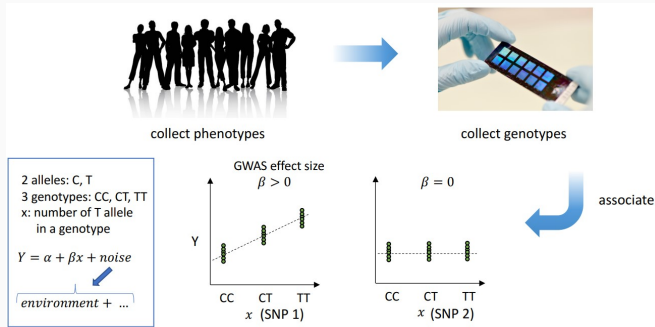 collect phenotypes
collect genotypes
associate
2 alleles: C, T
3 genotypes: CC, CT, TT
x: number of T allele
in a genotype
Y = α + βx + noise
environment + …
GWAS effect size
β > 0
Y
CC CT TT
x (SNP 1)
β = 0
CC CT TT
x (SNP 2)